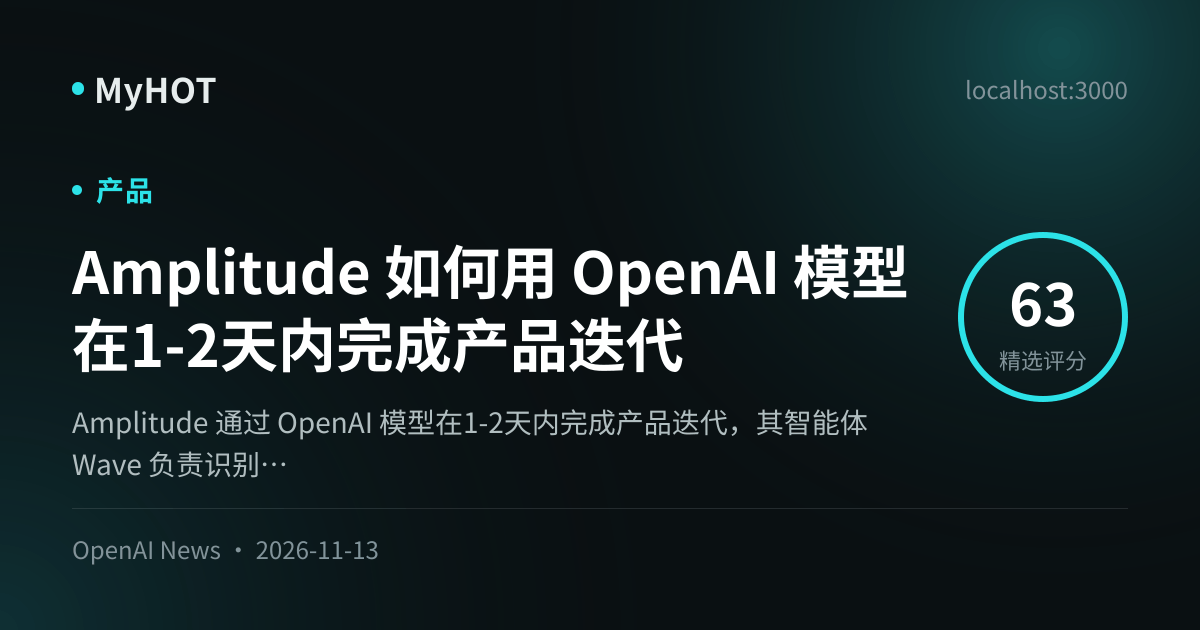 MyHOT
localhost:3000
产品
Amplitude 如何用 OpenAI 模型
在1-2天内完成产品迭代
63
精选评分
Amplitude 通过 OpenAI 模型在1-2天内完成产品迭代，其智能体
Wave 负责识别…
OpenAI News · 2026-11-13